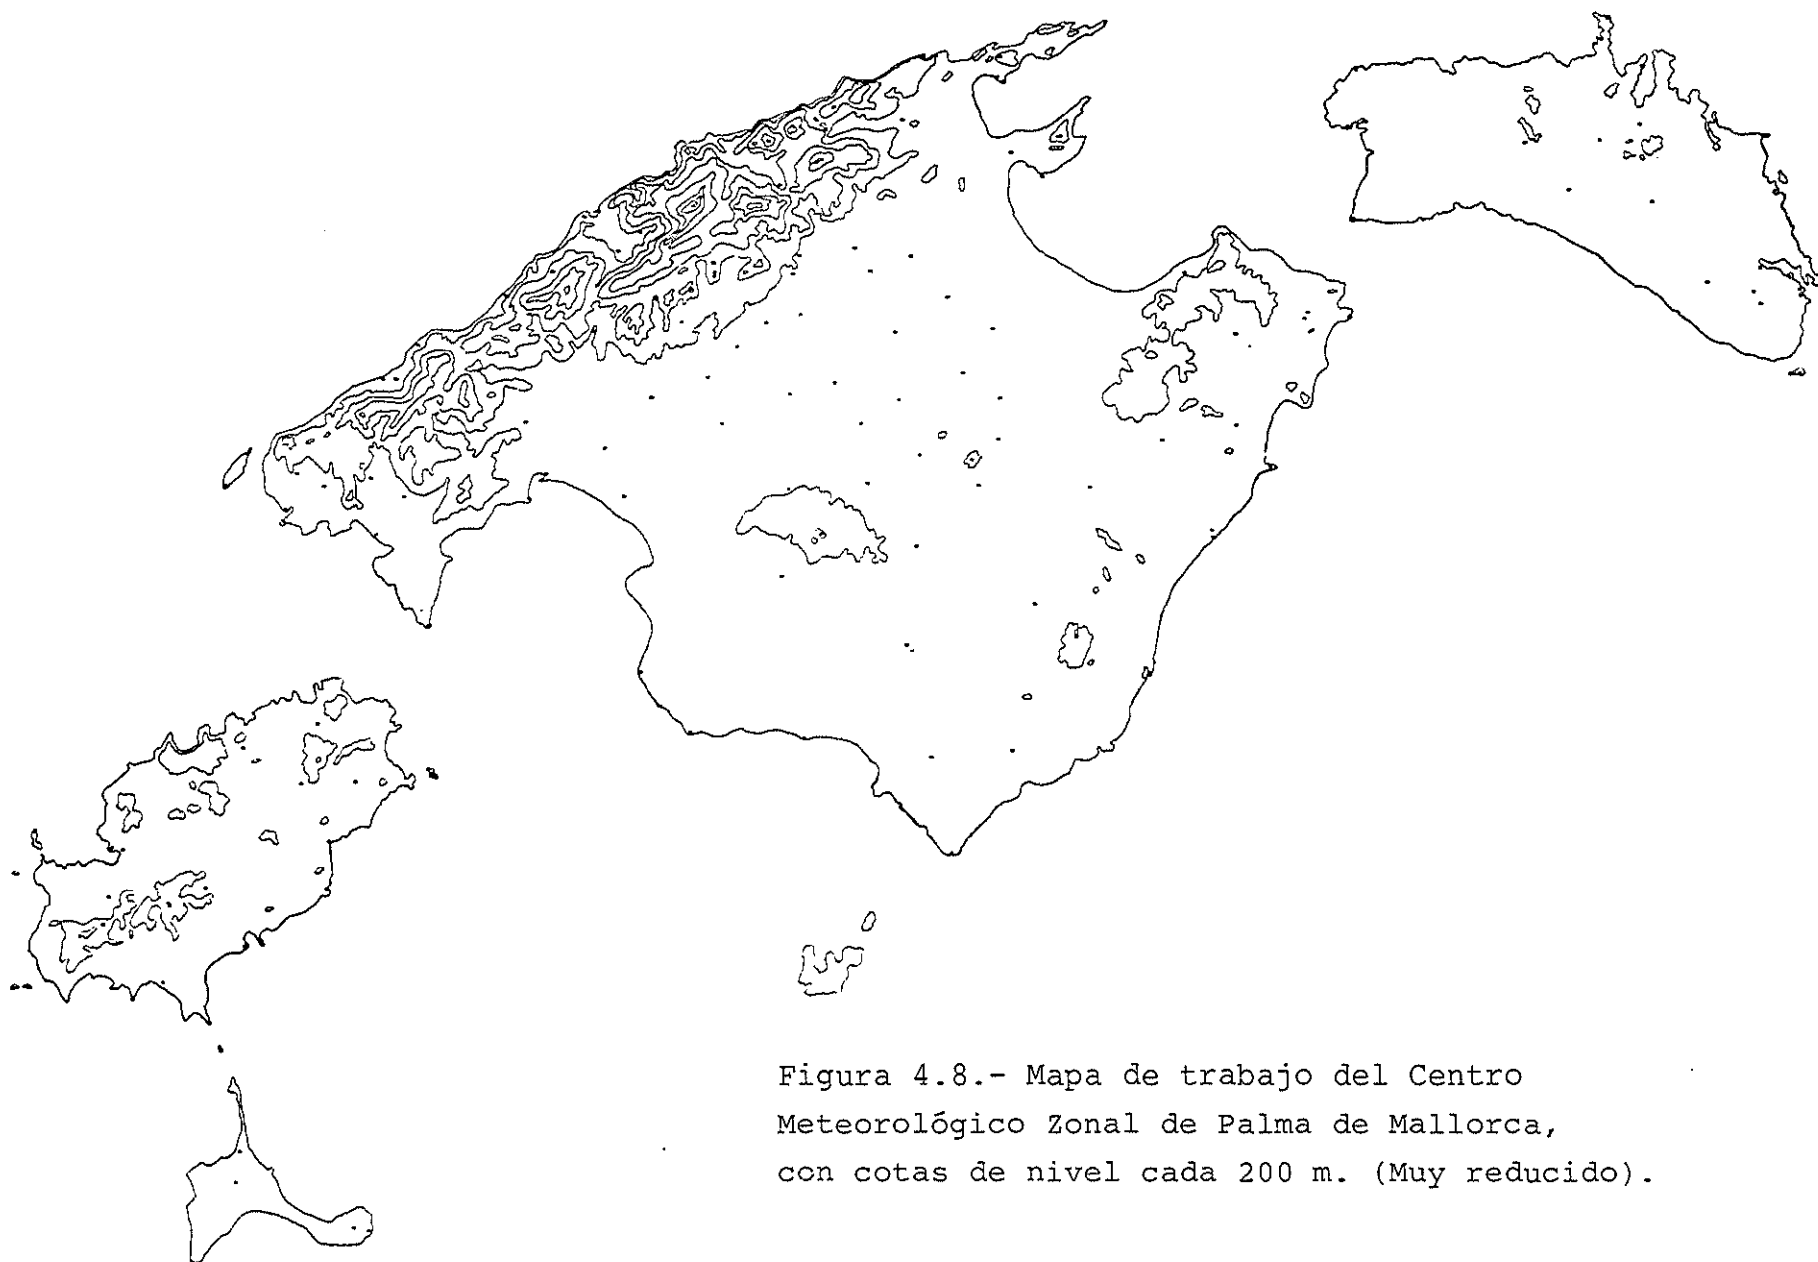 Figura 4.8.- Mapa de trabajo del Centro
Meteorológico Zonal de Palma de Mallorca,
con cotas de nivel cada 200 m. (Muy reducido).